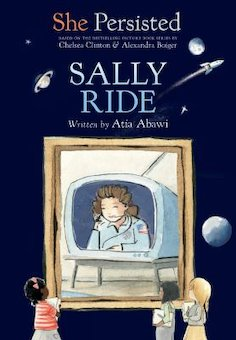 She Persisted
BASED ON THE BESTSELLING PICTURE BOOK SERIES BY
Chelsea Clinton & Alexandra Boiger
SALLY
RIDE
Written by Atia Abawi